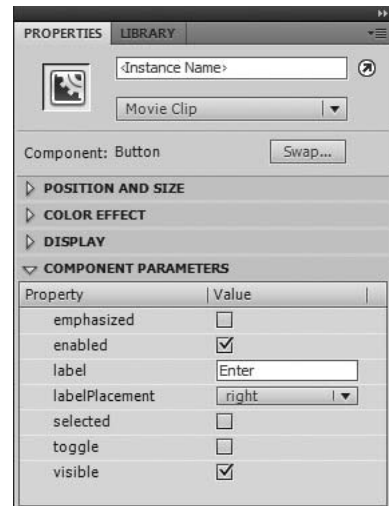 PROPERTIES LIBRARY
<Instance Name>
Movie Clip
Component: Button Swap...
POSITION AND SIZE
COLOR EFFECT
DISPLAY
COMPONENT PARAMETERS
Property Value
emphasized
enabled
label Enter
labelPlacement right
selected
toggle
visible